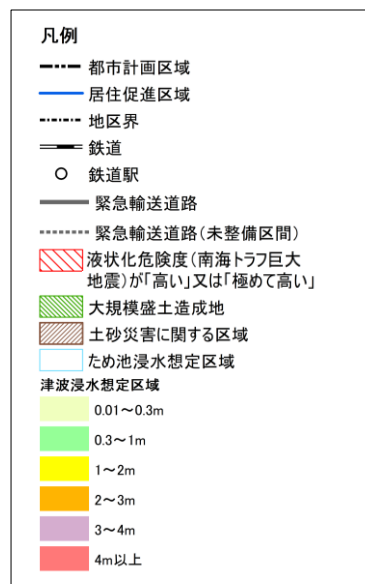 凡例
都市計画区域
居住促進区域
地区界
鉄道
鉄道駅
緊急輸送道路
緊急輸送道路(未整備区間)
液状化危険度(南海トラフ巨大
地震)が「高い」又は「極めて高い」
大規模盛土造成地
土砂災害に関する区域
ため池浸水想定区域
津波浸水想定区域
0.01～0.3m
0.3～1m
1～2m
2～3m
3～4m
4m以上